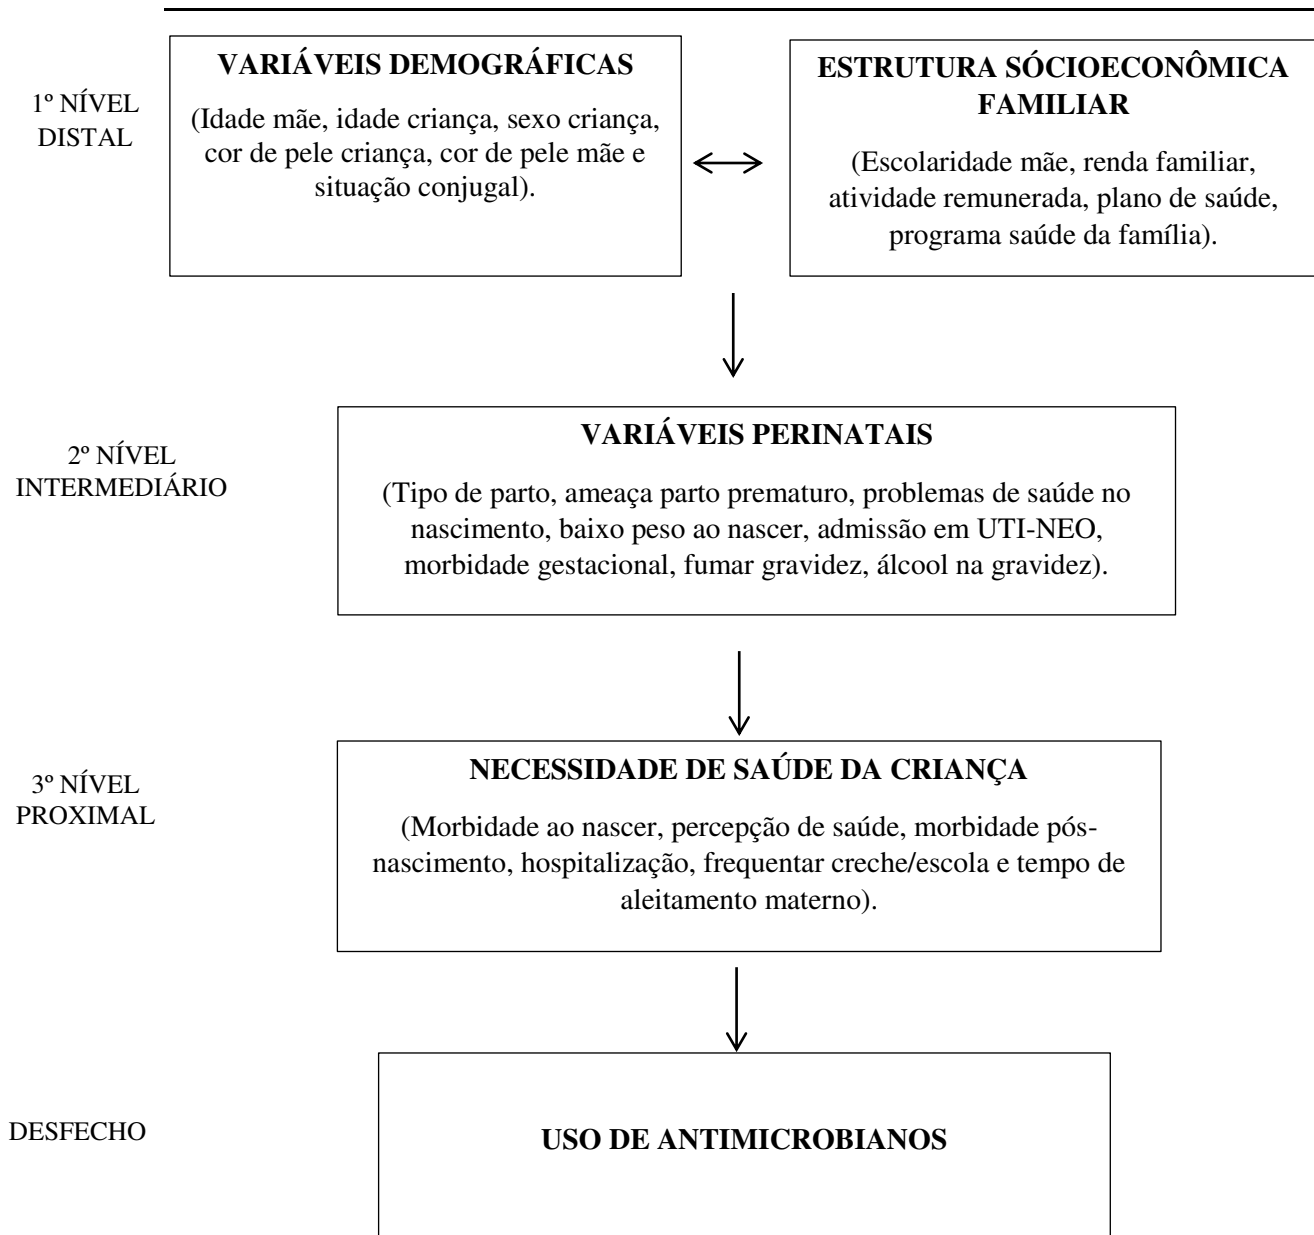 1º NÍVEL
DISTAL
VARIÁVEIS DEMOGRÁFICAS
(Idade mãe, idade criança, sexo criança,
cor de pele criança, cor de pele mãe e
situação conjugal).
ESTRUTURA SÓCIOECONÔMICA
FAMILIAR
(Escolaridade mãe, renda familiar,
atividade remunerada, plano de saúde,
programa saúde da família).
2º NÍVEL
INTERMEDIÁRIO
VARIÁVEIS PERINATAIS
(Tipo de parto, ameaça parto prematuro, problemas de saúde no
nascimento, baixo peso ao nascer, admissão em UTI-NEO,
morbidade gestacional, fumar gravidez, álcool na gravidez).
3º NÍVEL
PROXIMAL
NECESSIDADE DE SAÚDE DA CRIANÇA
(Morbidade ao nascer, percepção de saúde, morbidade pós-
nascimento, hospitalização, frequentar creche/escola e tempo de
aleitamento materno).
DESFECHO
USO DE ANTIMICROBIANOS